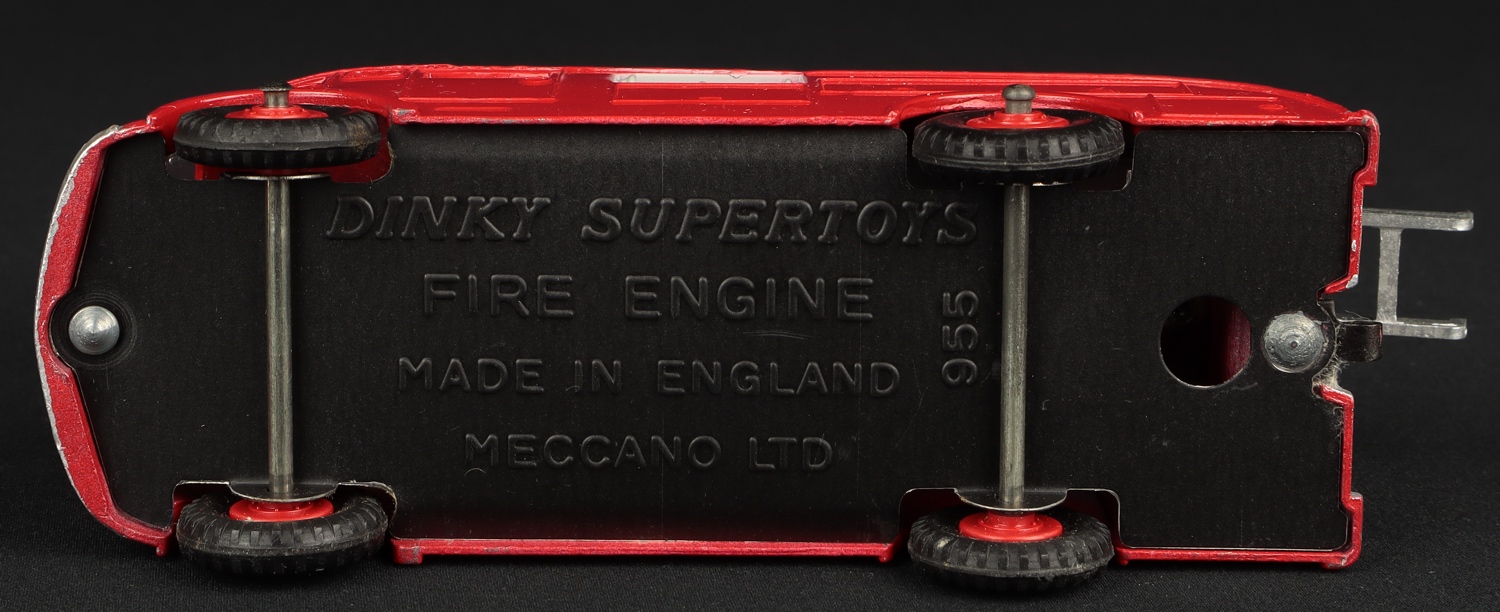 DINKY SUPERTOYS
FIRE ENGINE
955
MADE IN ENGLAND
MECCANO LTD